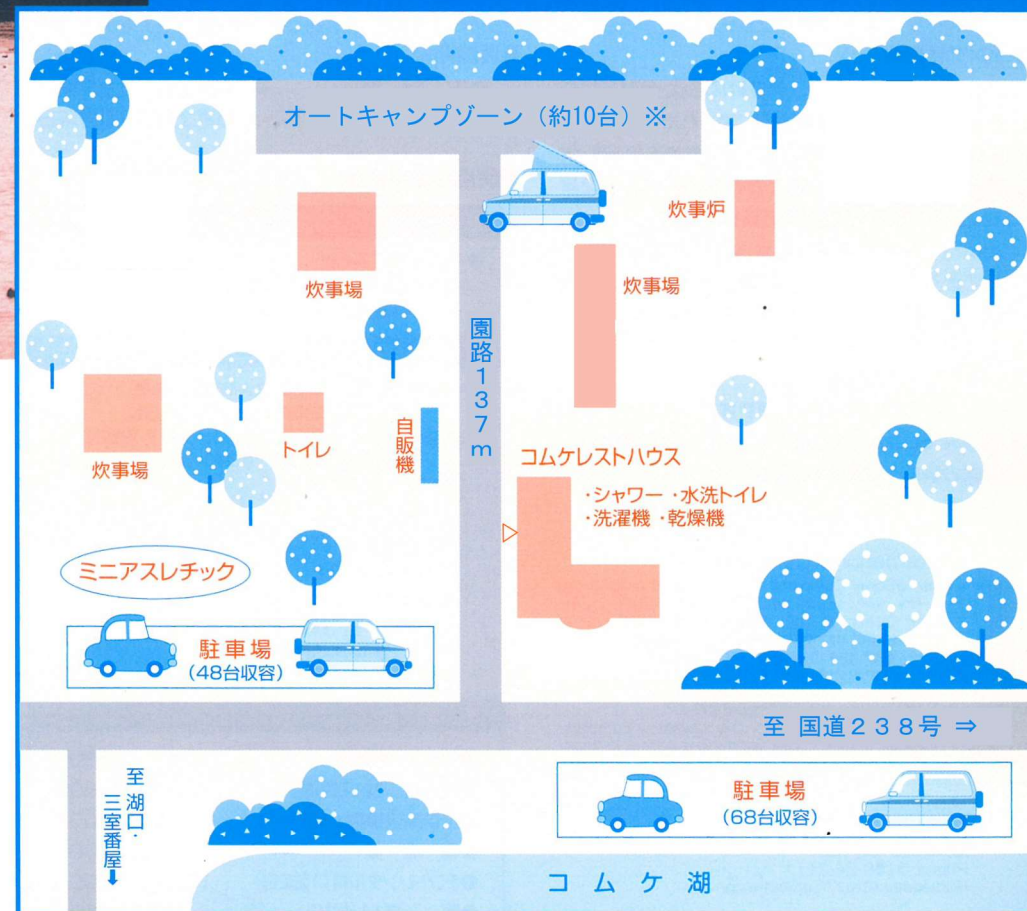 オートキャンプゾーン（約10台）※
炊事炉
炊事場
炊事場
園路137m
炊事場
トイレ
自販機
コムケレストハウス
・シャワー ・水洗トイレ
・洗濯機 ・乾燥機
ミニアスレチック
駐車場
(48台収容)
至 国道238号 ⇒
至 湖口・
三室番屋⬇
駐車場
(68台収容)
コムケ湖